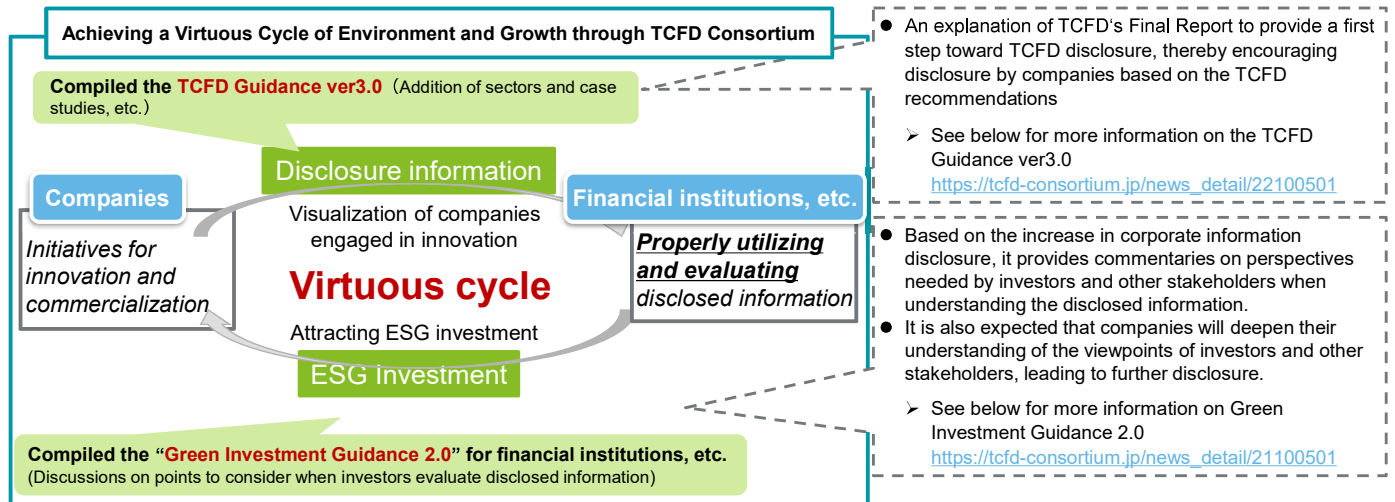 Achieving a Virtuous Cycle of Environment and Growth through TCFD Consortium
Compiled the TCFD Guidance ver3.0（Addition of sectors and case
studies, etc.）
Disclosure information
Companies
Financial institutions, etc.
Initiatives for
innovation and
commercialization
Visualization of companies
engaged in innovation
Virtuous cycle
Attracting ESG investment
Properly utilizing
and evaluating
disclosed information
ESG Investment
Compiled the “Green Investment Guidance 2.0” for financial institutions, etc.
(Discussions on points to consider when investors evaluate disclosed information)
● An explanation of TCFD‘s Final Report to provide a first
step toward TCFD disclosure, thereby encouraging
disclosure by companies based on the TCFD
recommendations
➢ See below for more information on the TCFD
Guidance ver3.0
https://tcfd-consortium.jp/news_detail/22100501
● Based on the increase in corporate information
disclosure, it provides commentaries on perspectives
needed by investors and other stakeholders when
understanding the disclosed information.
● It is also expected that companies will deepen their
understanding of the viewpoints of investors and other
stakeholders, leading to further disclosure.
➢ See below for more information on Green
Investment Guidance 2.0
https://tcfd-consortium.jp/news_detail/21100501